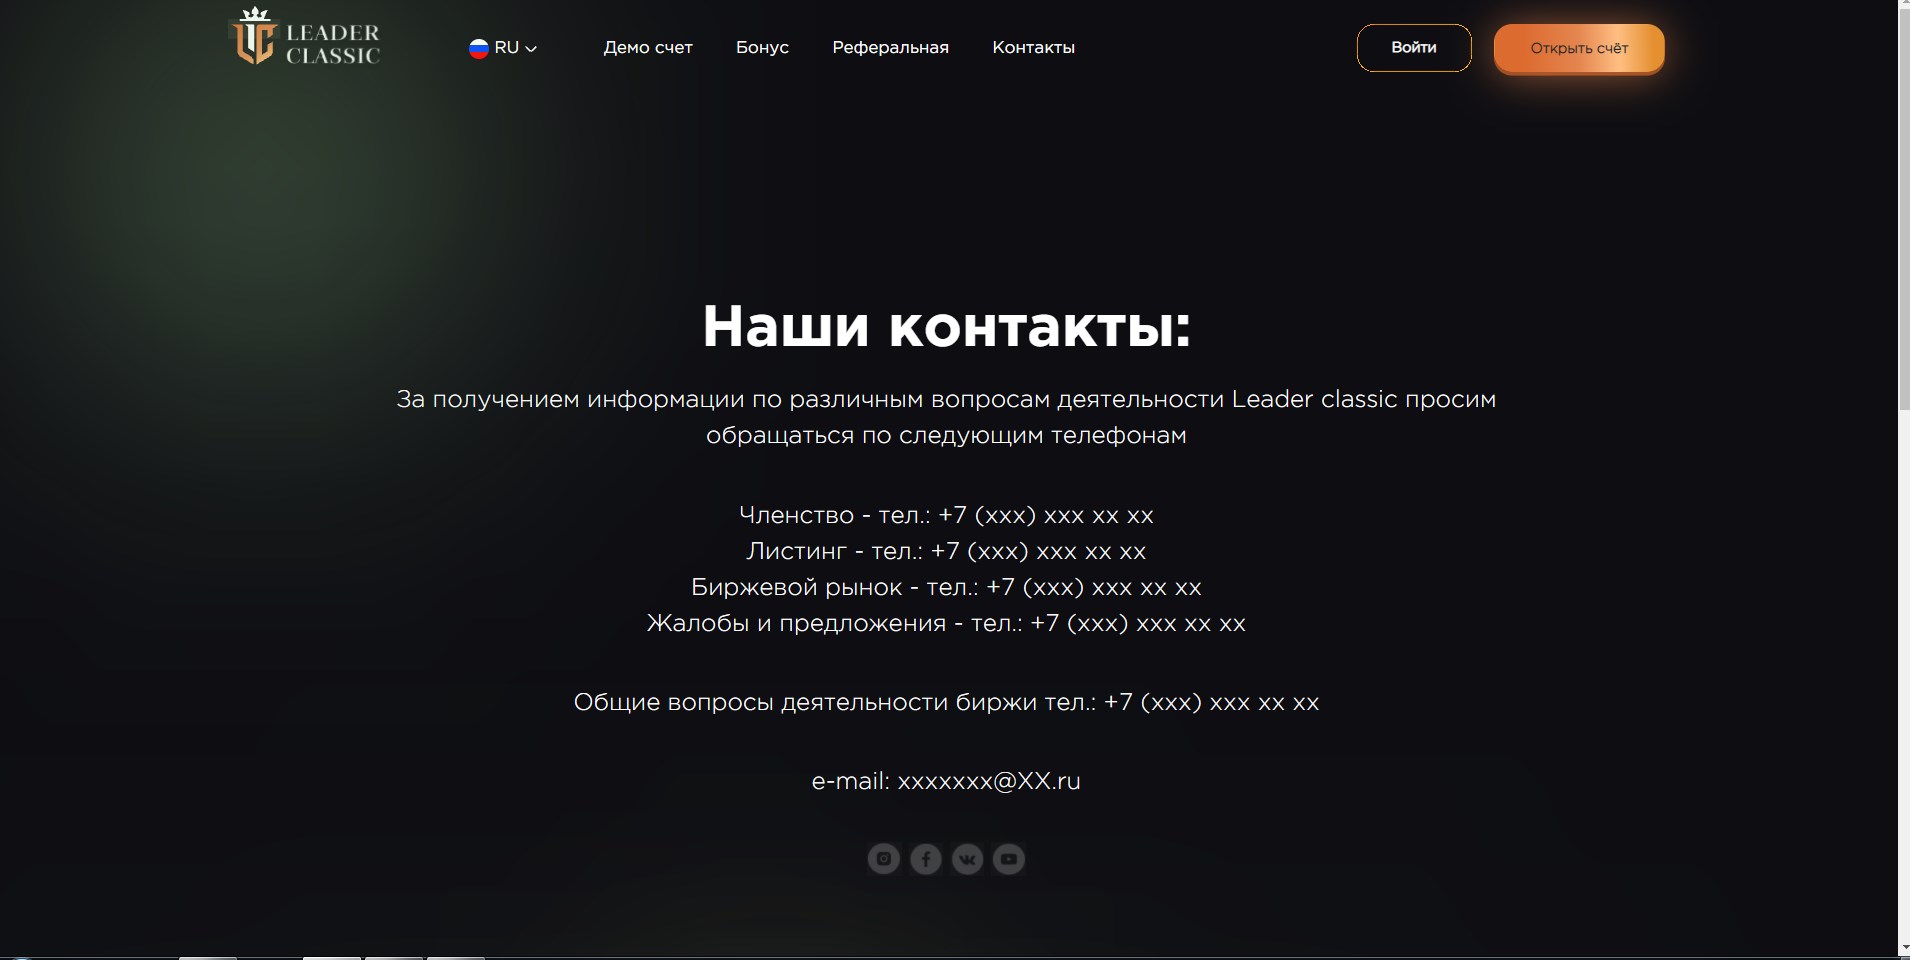 LEADER
CLASSIC
RU
Демо счет
Бонус
Реферальная
Контакты
Войти
Открыть счёт
Наши контакты:
За получением информации по различным вопросам деятельности Leader classic просим
обращаться по следующим телефонам
Членство - тел.: +7 (xxx) xxx xx xx
Листинг - тел.: +7 (xxx) xxx xx xx
Биржевой рынок - тел.: +7 (xxx) xxx xx xx
Жалобы и предложения - тел.: +7 (xxx) xxx xx xx
Общие вопросы деятельности биржи тел.: +7 (xxx) xxx xx xx
e-mail: xxxxxxx@XX.ru